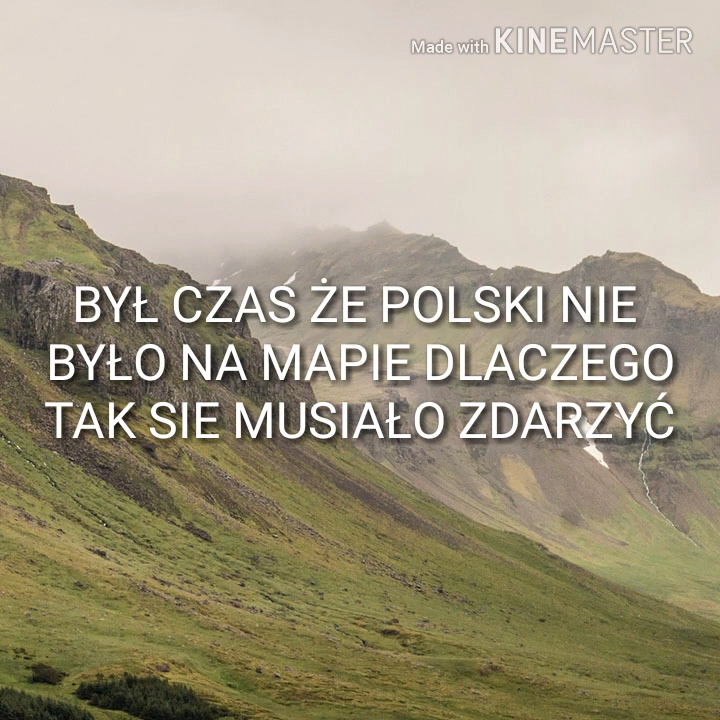 Made with KINEMASTER
BYŁ CZAS ŻE POLSKI NIE
BYŁO NA MAPIE DLACZEGO
TAK SIE MUSIAŁO ZDARZYĆ